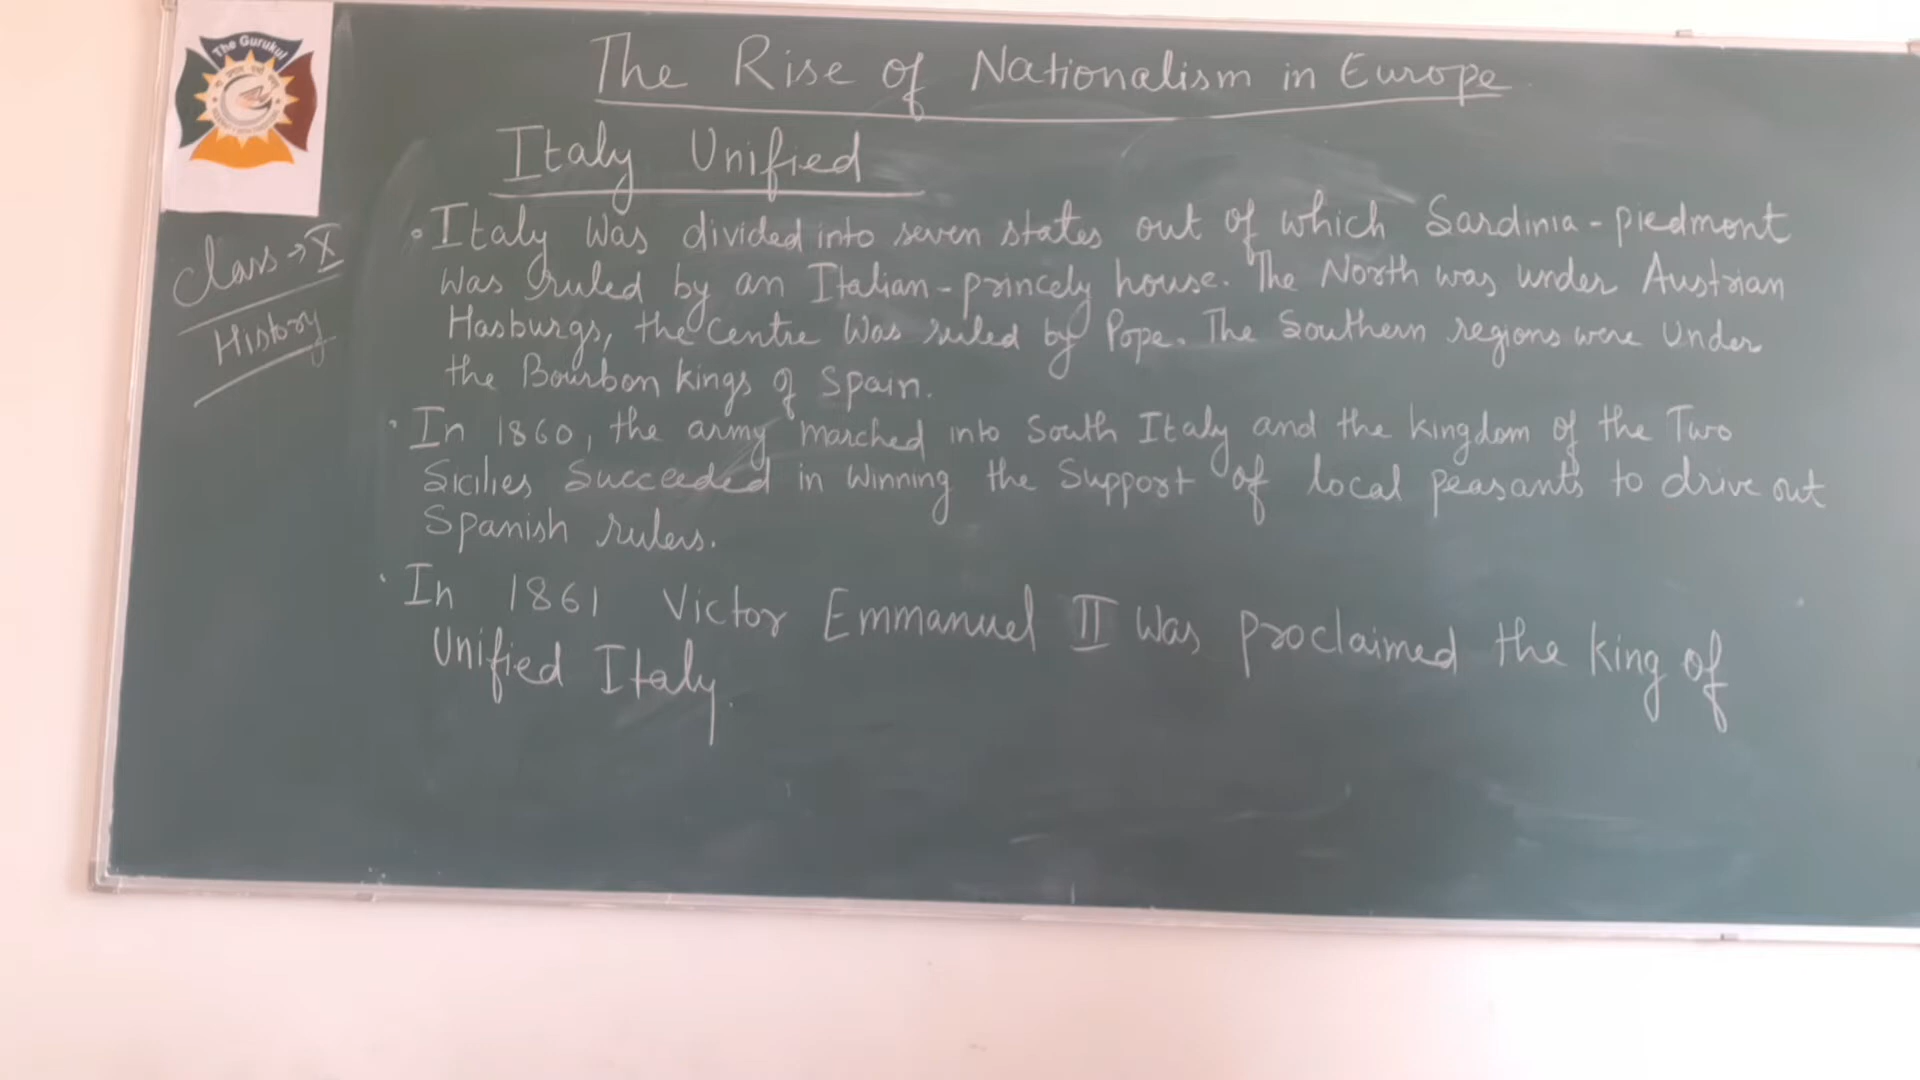 The Gurukul
The Rise of Nationalism in Europe
Italy Unified
Class → X
History
• Italy was divided into seven states out of which Sardinia-piedmont
was ruled by an Italian-princely house. The North was under Austrian
Hasburgs, the Centre was ruled by Pope. The Southern regions were Under
the Bourbon kings of Spain.
• In 1860, the army marched into South Italy and the kingdom of the Two
Sicilies Succeeded in winning the Support of local peasants to drive out
Spanish rulers.
• In 1861 Victor Emmanuel II was proclaimed the king of
Unified Italy.